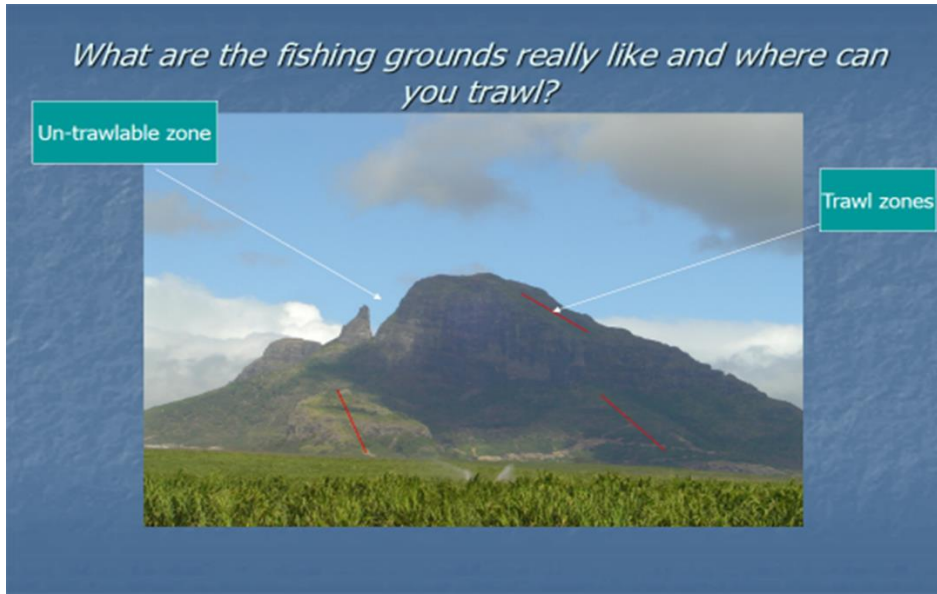 What are the fishing grounds really like and where can
you trawl?
Un-trawlable zone
Trawl zones